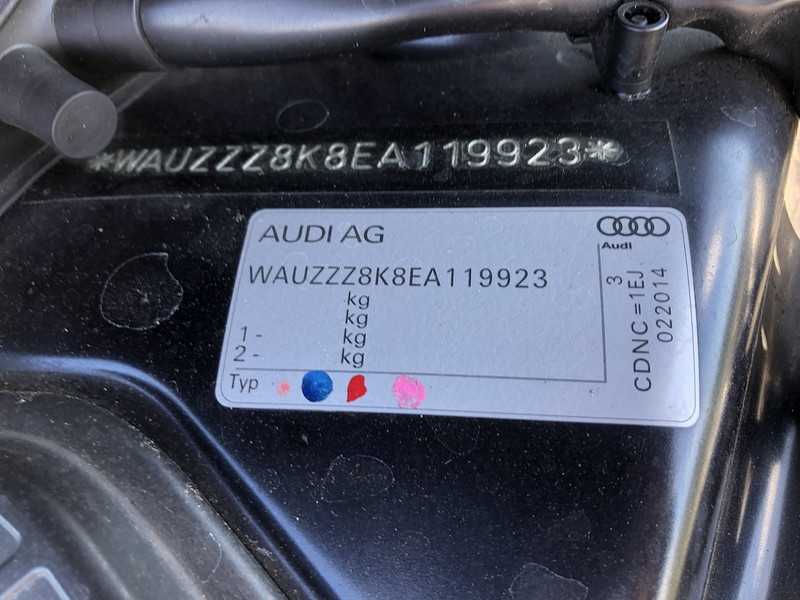 *WAUZZZ8K8EA119923*
AUDI AG
Audi
WAUZZZ8K8EA119923
kg
kg
1- kg
2- kg
Typ
3
CDNC=1EJ
022014